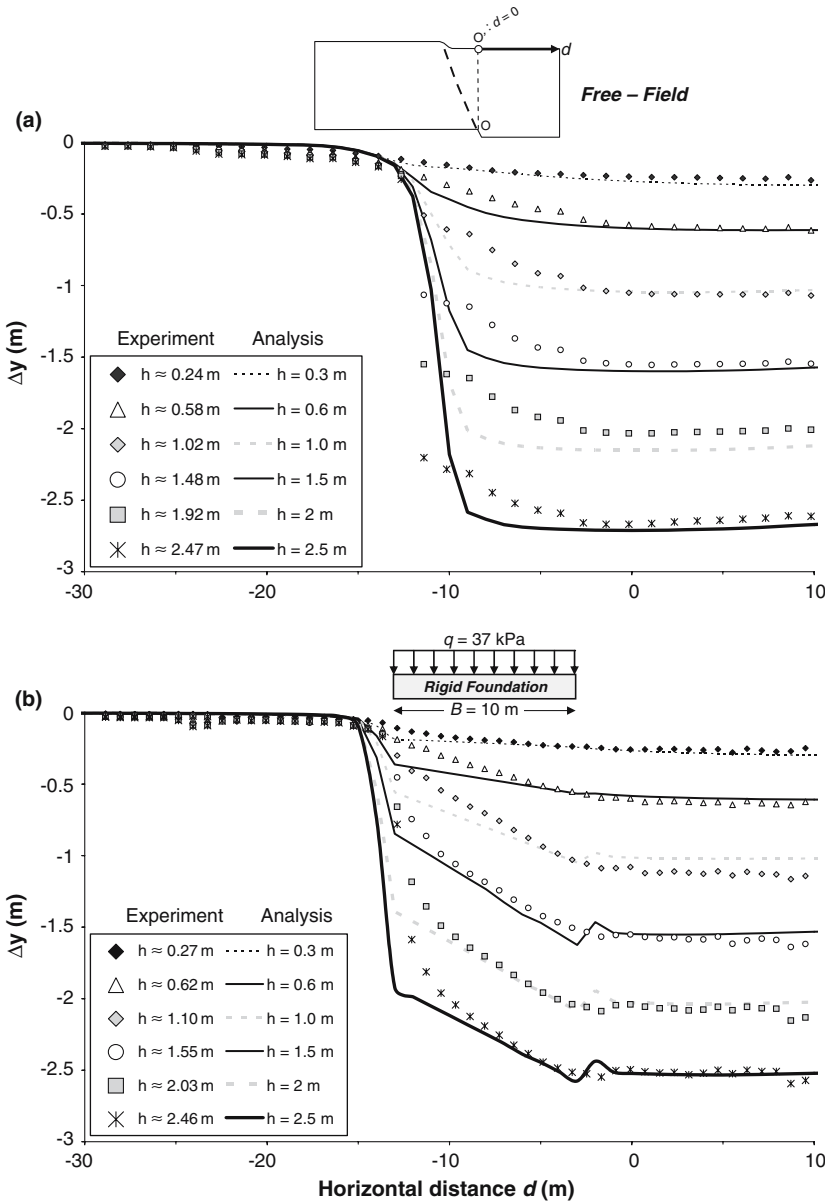 O'∴ d=0
d
O
Free – Field
(a)
0
-0.5
-1
-1.5
-2
-2.5
-3
Δy (m)
Experiment Analysis
h ≈ 0.24 m h = 0.3 m
h ≈ 0.58 m h = 0.6 m
h ≈ 1.02 m h = 1.0 m
h ≈ 1.48 m h = 1.5 m
h ≈ 1.92 m h = 2 m
h ≈ 2.47 m h = 2.5 m
-30 -20 -10 0 10
q = 37 kPa
Rigid Foundation
B = 10 m
(b)
0
-0.5
-1
-1.5
-2
-2.5
-3
Δy (m)
Experiment Analysis
h ≈ 0.27 m h = 0.3 m
h ≈ 0.62 m h = 0.6 m
h ≈ 1.10 m h = 1.0 m
h ≈ 1.55 m h = 1.5 m
h ≈ 2.03 m h = 2 m
h ≈ 2.46 m h = 2.5 m
-30 -20 -10 0 10
Horizontal distance d (m)